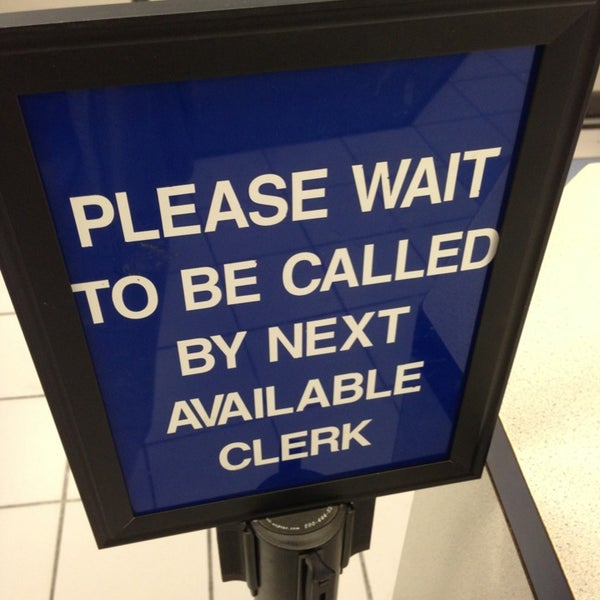 PLEASE WAIT
TO BE CALLED
BY NEXT
AVAILABLE
CLERK